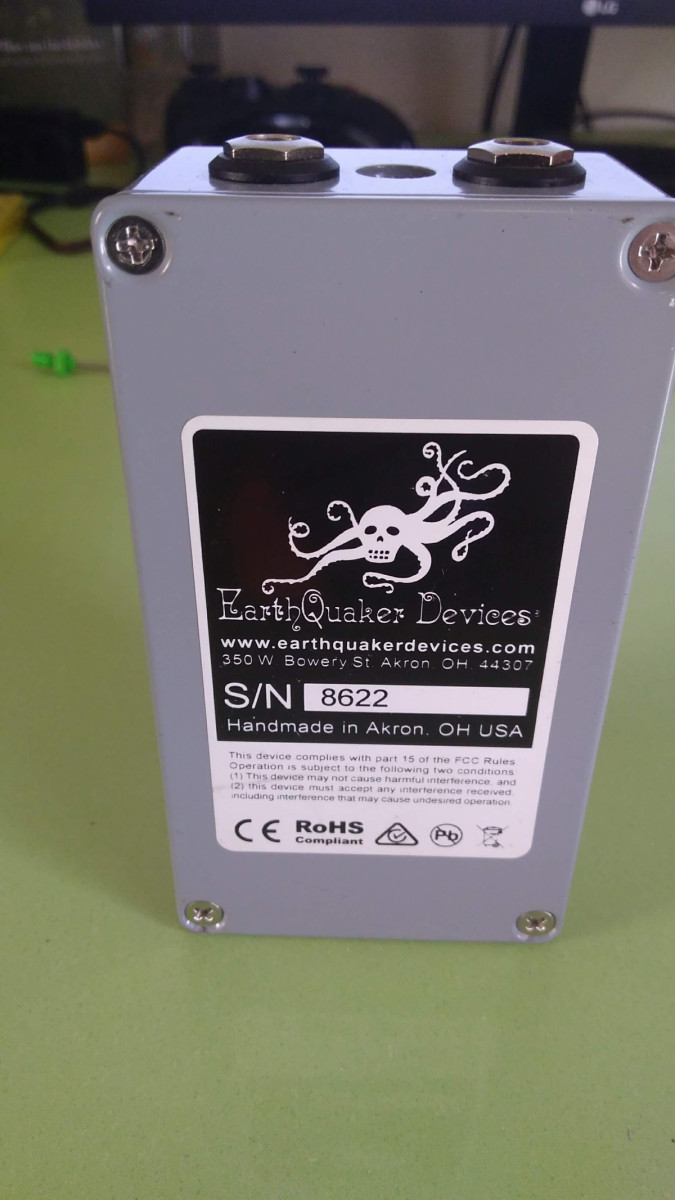 LG
EarthQuaker Devices
www.earthquakerdevices.com
350 W. Bowery St. Akron. OH. 44307
S/N 8622
Handmade in Akron. OH USA
This device complies with part 15 of the FCC Rules
Operation is subject to the following two conditions
(1) This device may not cause harmful interference, and
(2) this device must accept any interference received,
including interference that may cause undesired operation.
CE RoHS Pb
Compliant